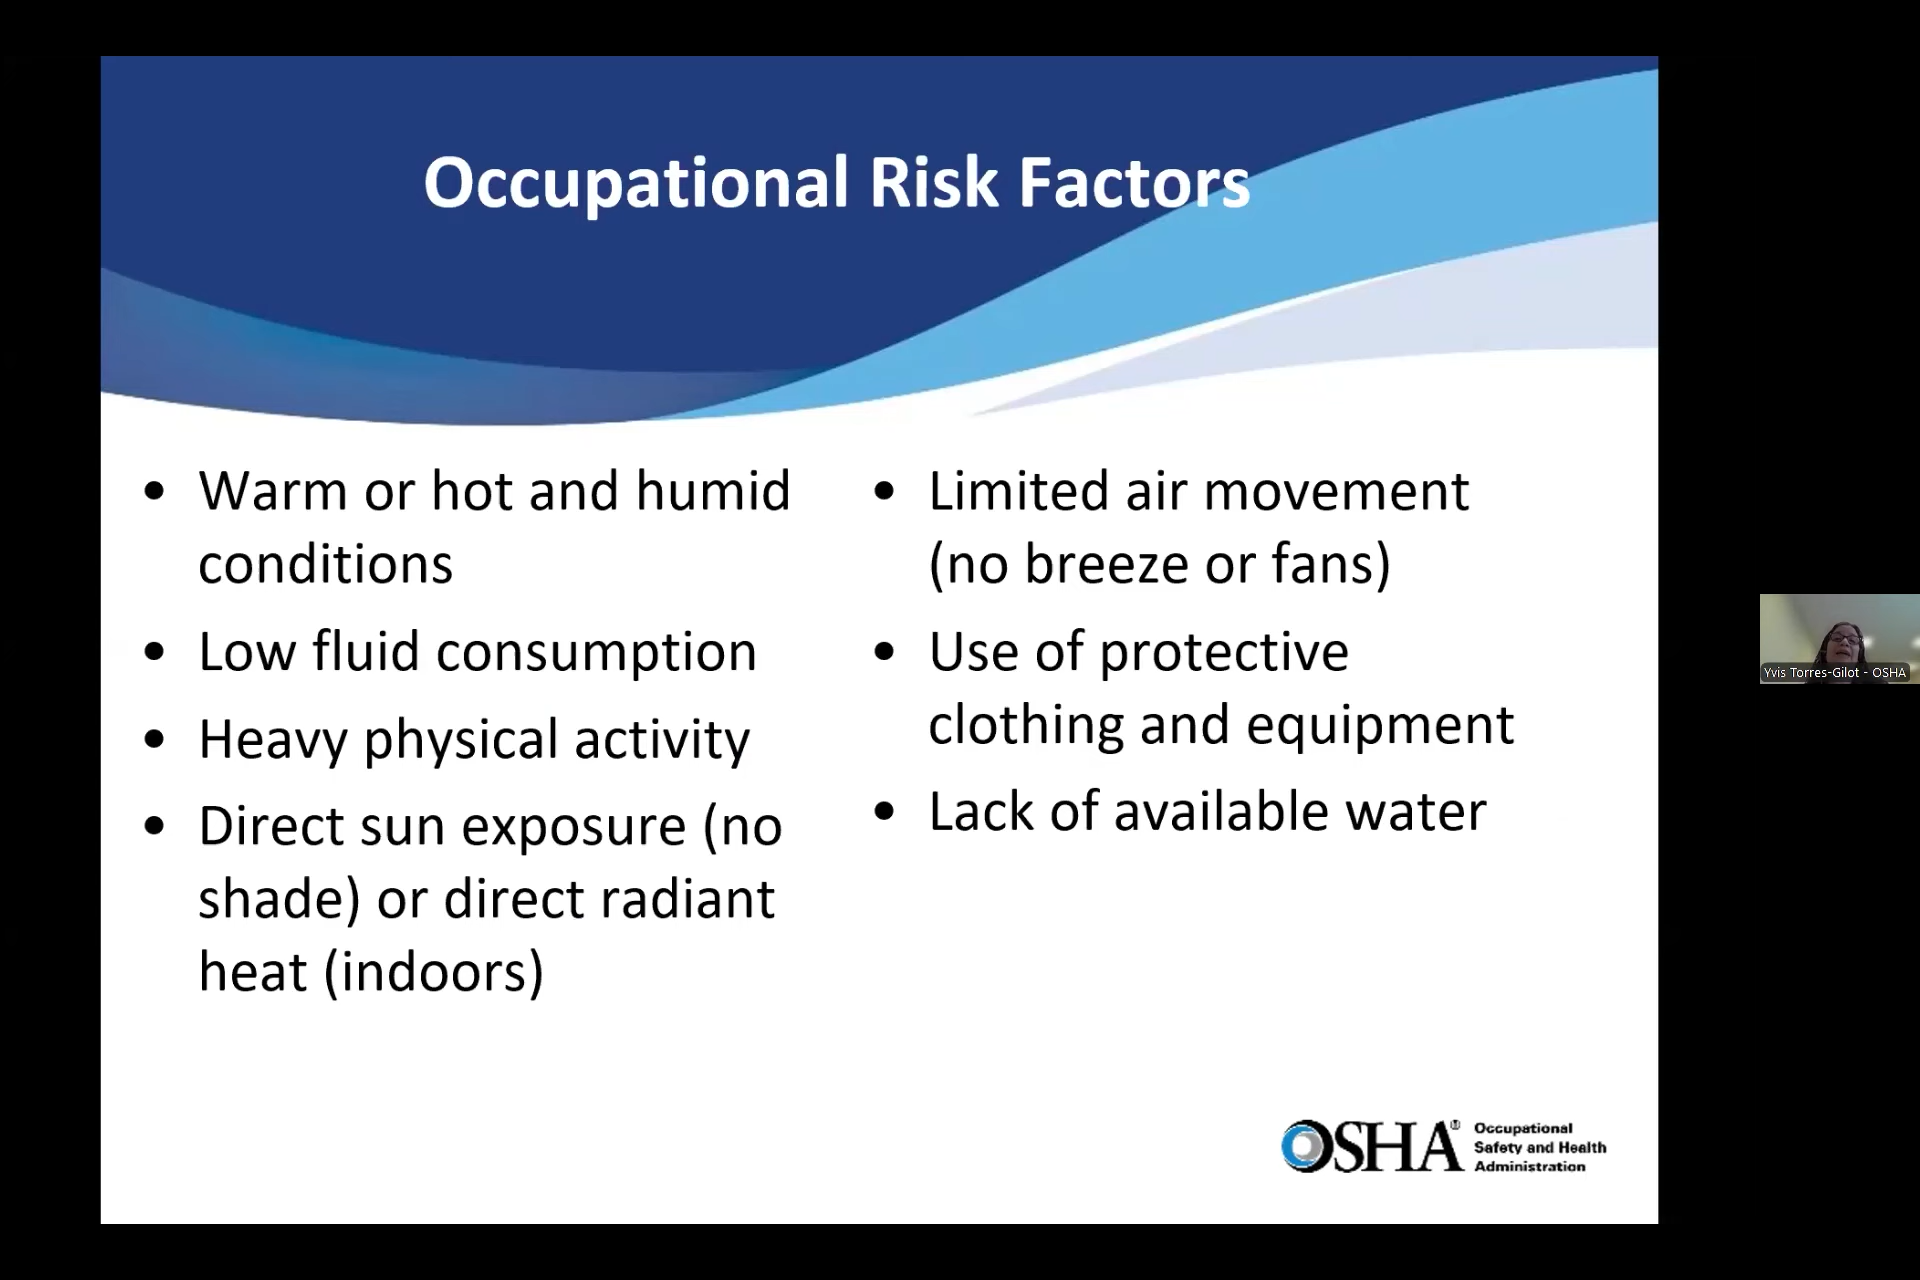 Occupational Risk Factors
• Warm or hot and humid
conditions
• Low fluid consumption
• Heavy physical activity
• Direct sun exposure (no
shade) or direct radiant
heat (indoors)
• Limited air movement
(no breeze or fans)
• Use of protective
clothing and equipment
• Lack of available water
OSHA®
Occupational
Safety and Health
Administration
Yvis Torres-Gilot - OSHA